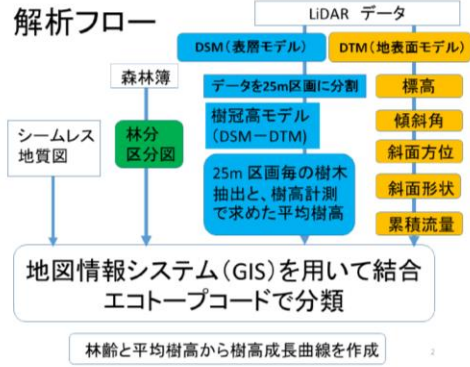 解析フロー
LiDAR データ
DSM(表層モデル)
DTM(地表面モデル)
森林簿
データを25m区画に分割
標高
樹冠高モデル
(DSM－DTM)
傾斜角
シームレス
地質図
林分
区分図
斜面方位
25m 区画毎の樹木
抽出と、樹高計測
で求めた平均樹高
斜面形状
累積流量
地図情報システム(GIS)を用いて結合
エコトープコードで分類
林齢と平均樹高から樹高成長曲線を作成
2